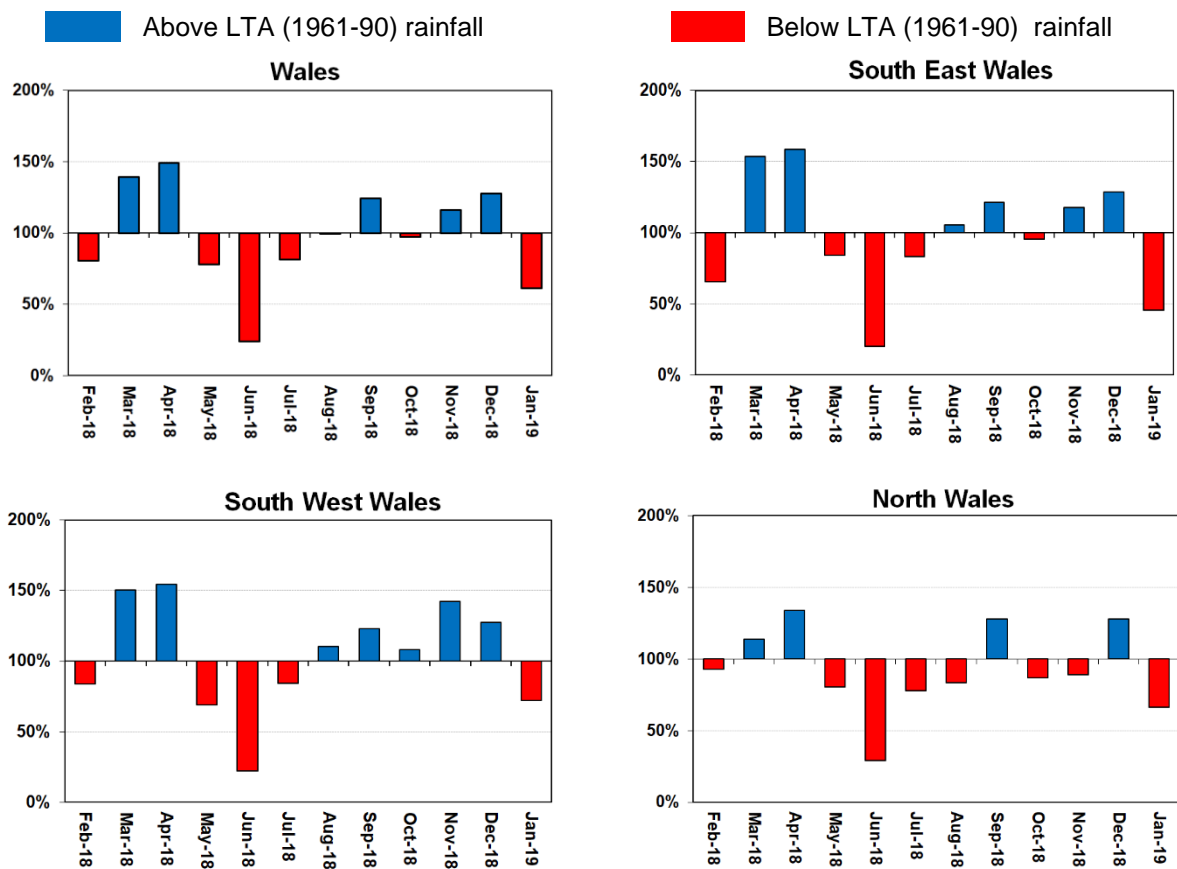 Above LTA (1961-90) rainfall
Below LTA (1961-90) rainfall
Wales
200%
150%
100%
50%
0%
Feb-18
Mar-18
Apr-18
May-18
Jun-18
Jul-18
Aug-18
Sep-18
Oct-18
Nov-18
Dec-18
Jan-19
South East Wales
200%
150%
100%
50%
0%
Feb-18
Mar-18
Apr-18
May-18
Jun-18
Jul-18
Aug-18
Sep-18
Oct-18
Nov-18
Dec-18
Jan-19
South West Wales
200%
150%
100%
50%
0%
Feb-18
Mar-18
Apr-18
May-18
Jun-18
Jul-18
Aug-18
Sep-18
Oct-18
Nov-18
Dec-18
Jan-19
North Wales
200%
150%
100%
50%
0%
Feb-18
Mar-18
Apr-18
May-18
Jun-18
Jul-18
Aug-18
Sep-18
Oct-18
Nov-18
Dec-18
Jan-19